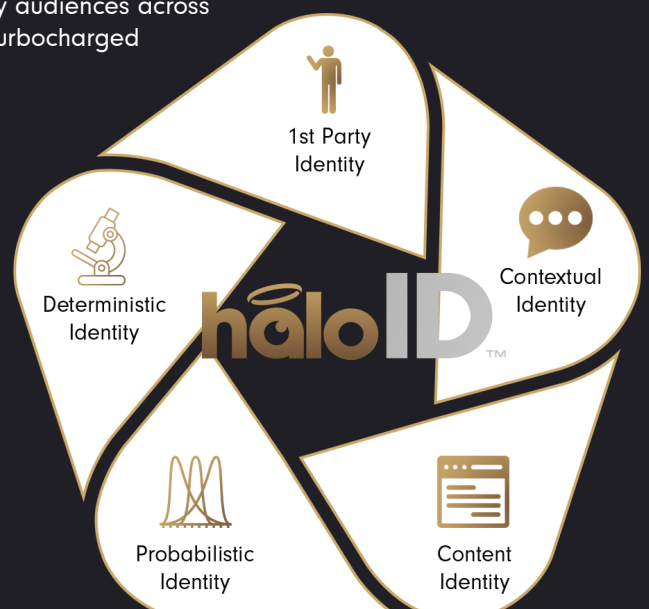 y audiences across
urbocharged
1st Party
Identity
Contextual
Identity
Deterministic
Identity
haloID™
Probabilistic
Identity
Content
Identity